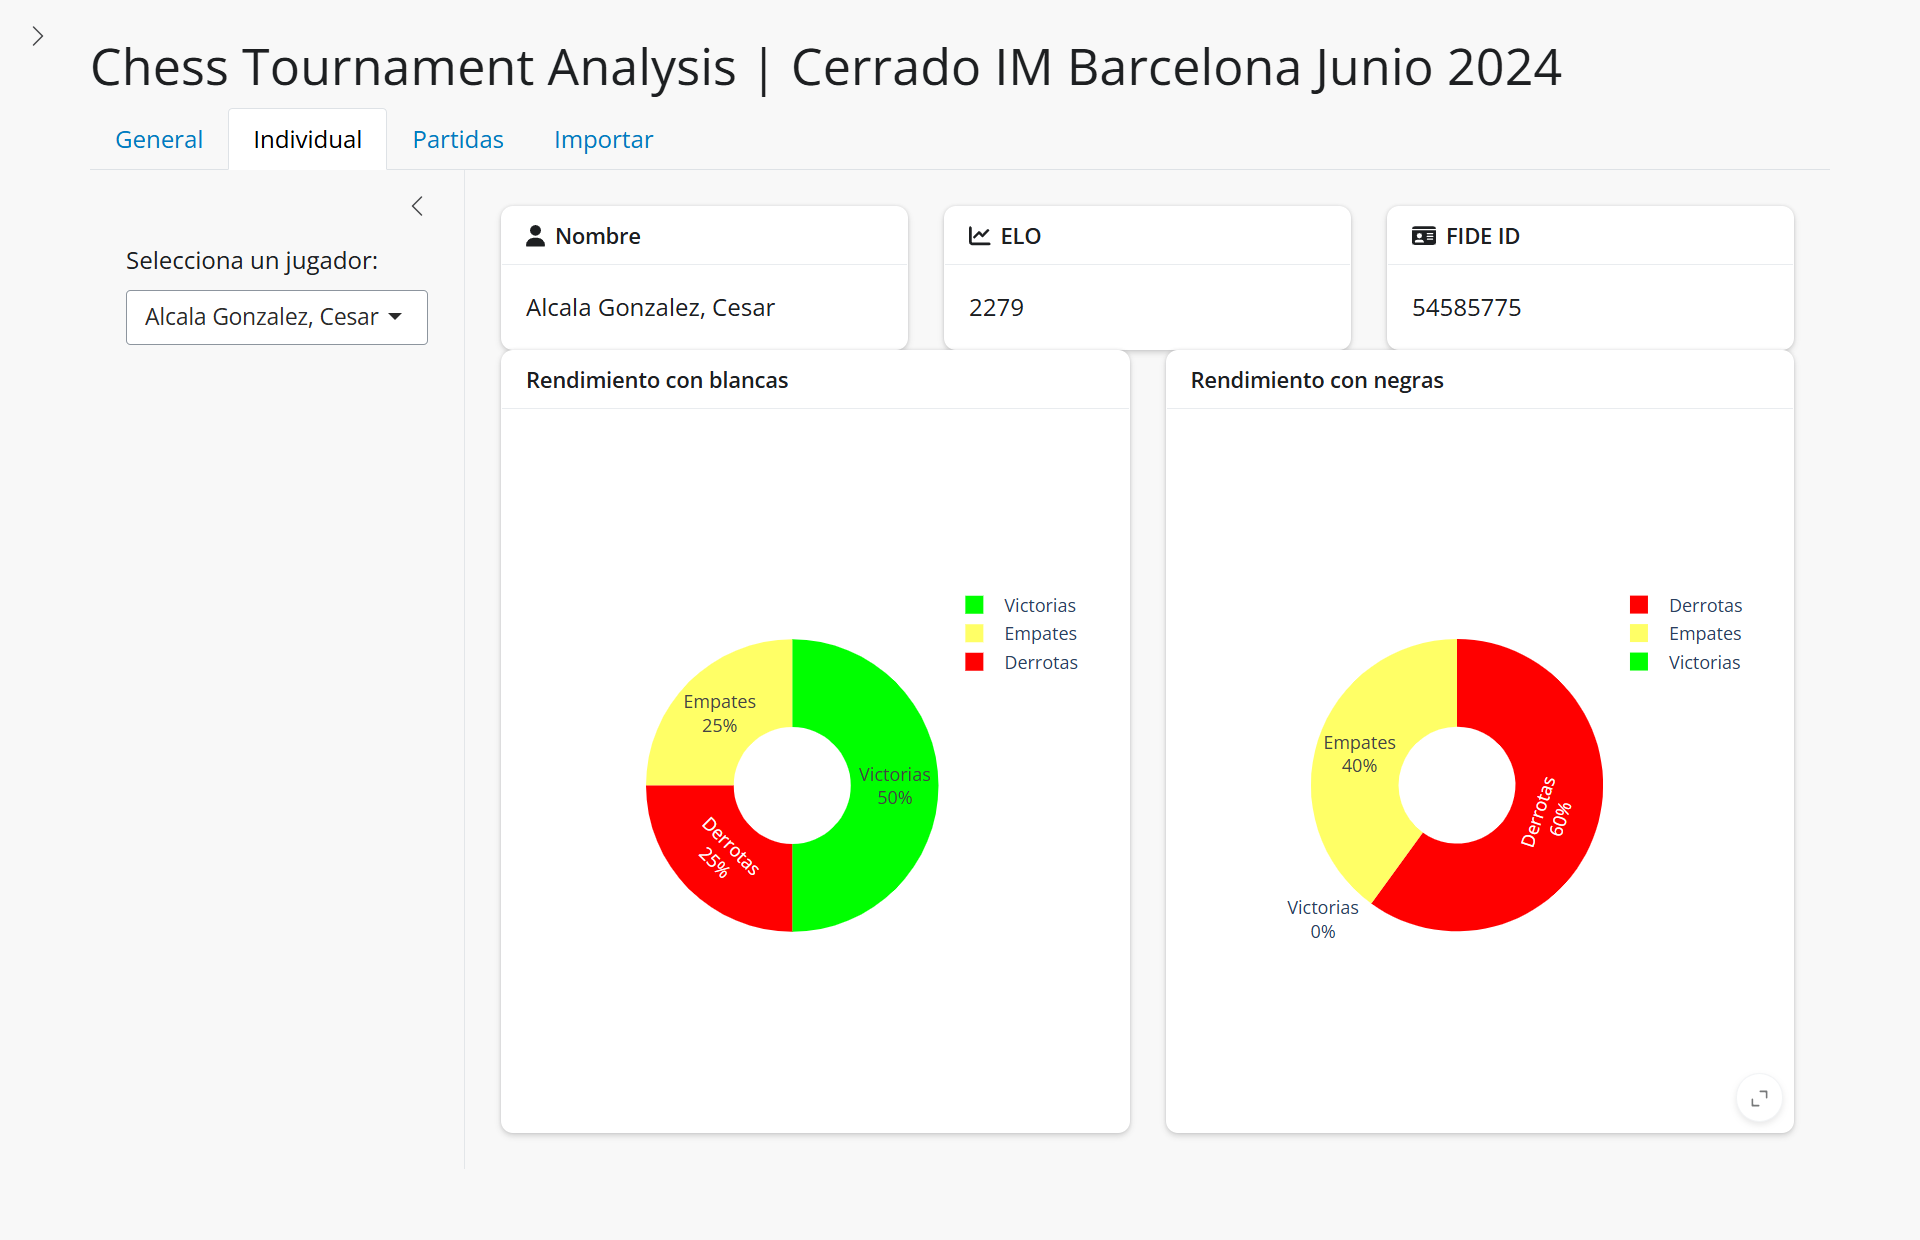 Chess Tournament Analysis | Cerrado IM Barcelona Junio 2024
General
Individual
Partidas
Importar
Selecciona un jugador:
Alcala Gonzalez, Cesar
Nombre
Alcala Gonzalez, Cesar
ELO
2279
FIDE ID
54585775
Rendimiento con blancas
Victorias
Empates
Derrotas
Empates
25%
Victorias
50%
Derrotas
25%
Rendimiento con negras
Derrotas
Empates
Victorias
Empates
40%
Derrotas
60%
Victorias
0%